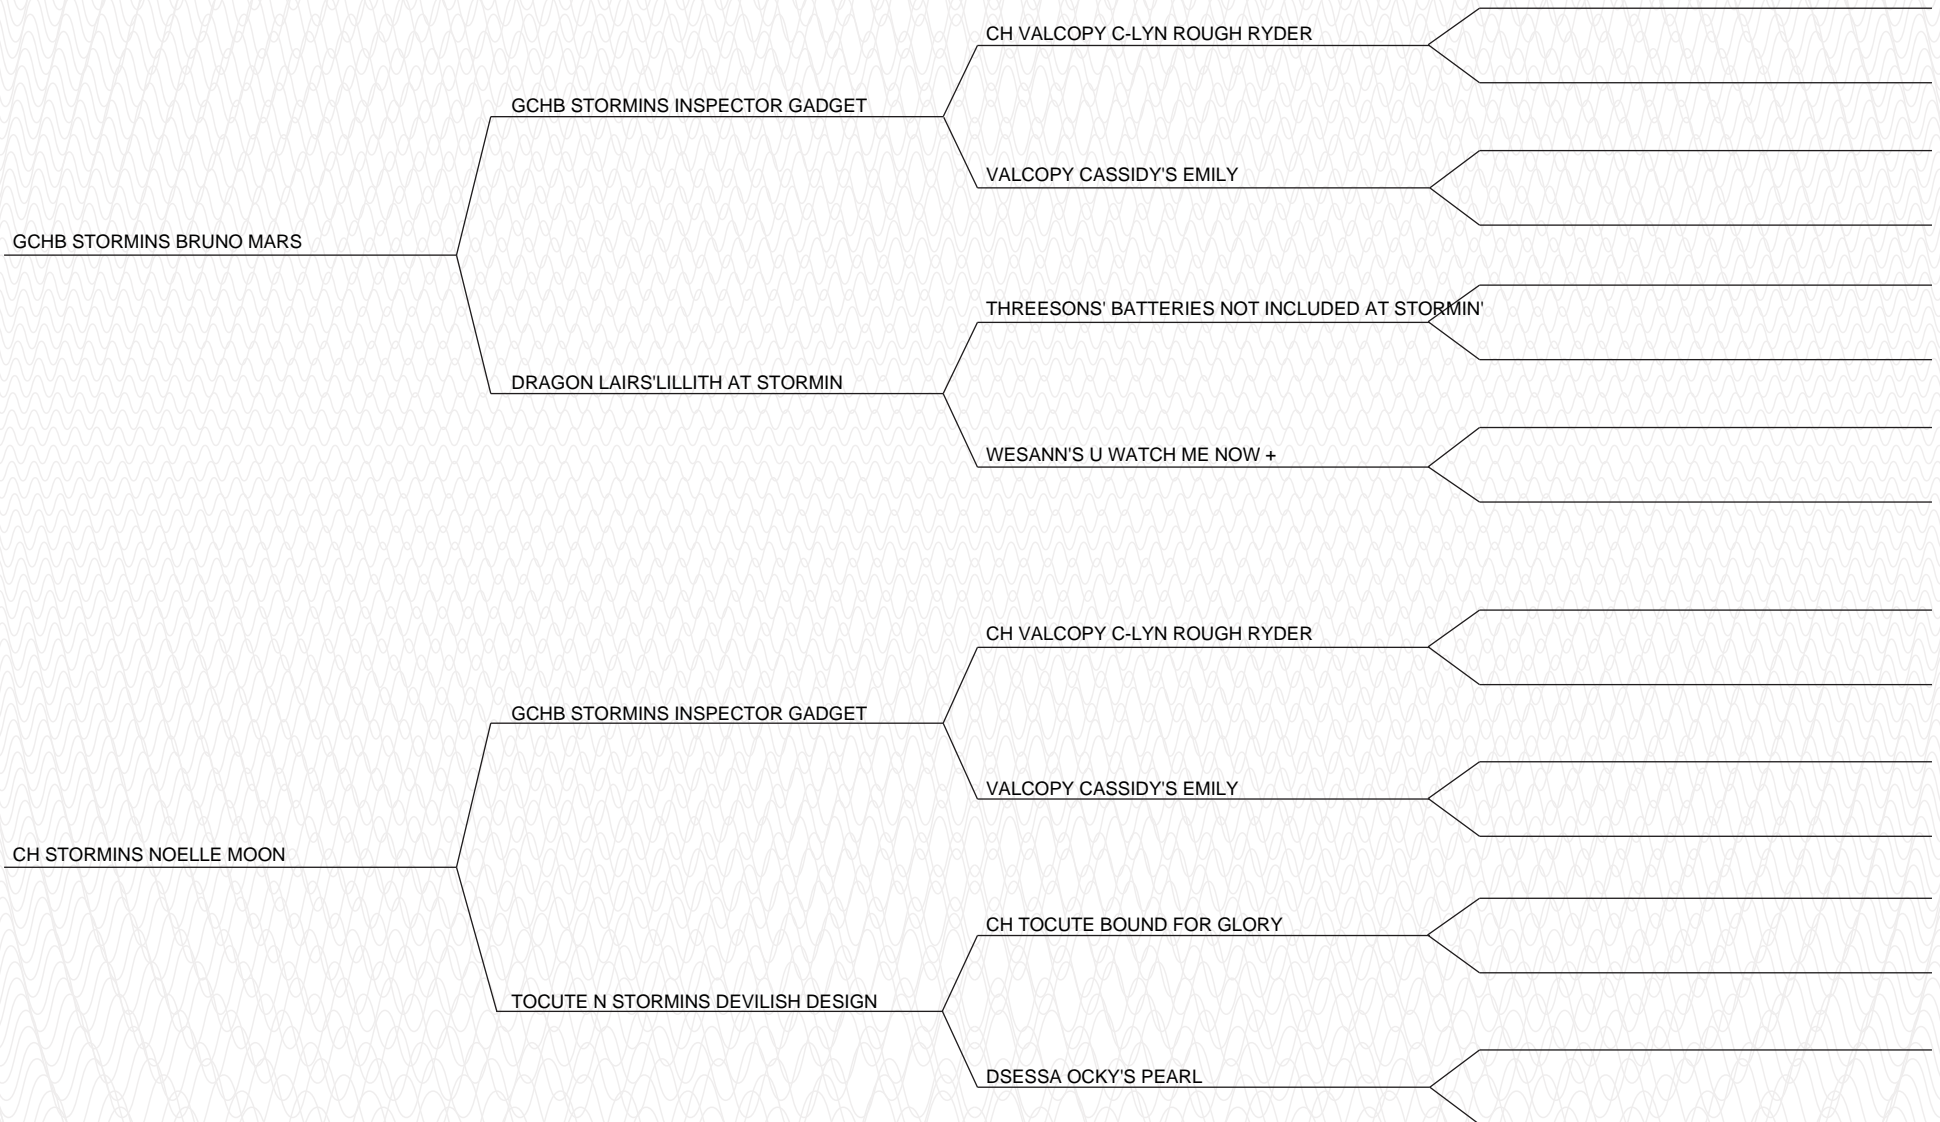 CH VALCOPY C-LYN ROUGH RYDER
GCHB STORMINS INSPECTOR GADGET
VALCOPY CASSIDY'S EMILY
GCHB STORMINS BRUNO MARS
THREESONS' BATTERIES NOT INCLUDED AT STORMIN'
DRAGON LAIRS'LILLITH AT STORMIN
WESANN'S U WATCH ME NOW +
CH VALCOPY C-LYN ROUGH RYDER
GCHB STORMINS INSPECTOR GADGET
VALCOPY CASSIDY'S EMILY
CH STORMINS NOELLE MOON
CH TOCUTE BOUND FOR GLORY
TOCUTE N STORMINS DEVILISH DESIGN
DSESSA OCKY'S PEARL